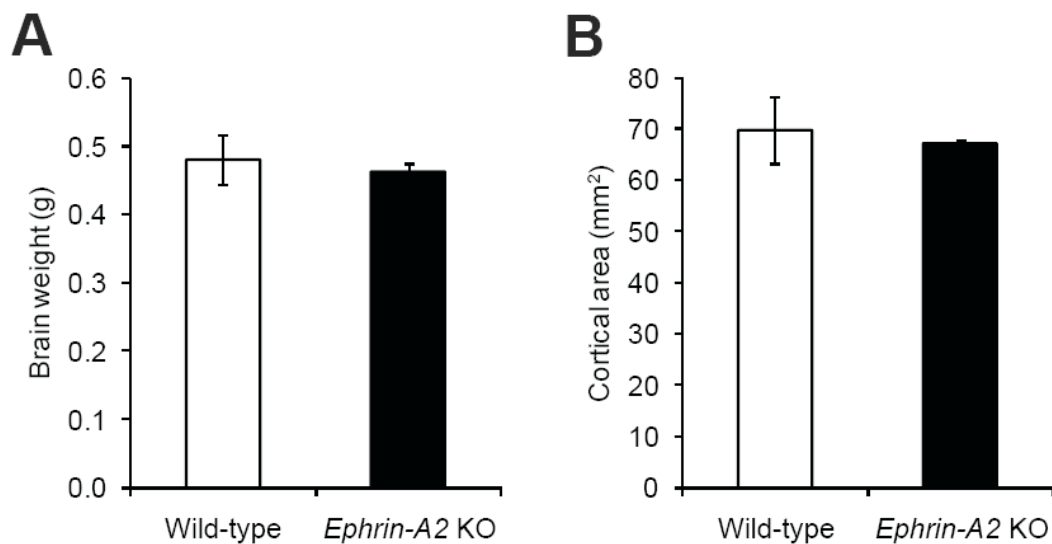 A
Brain weight (g)
0.6
0.5
0.4
0.3
0.2
0.1
0.0
Wild-type
Ephrin-A2 KO
B
Cortical area (mm²)
80
70
60
50
40
30
20
10
0
Wild-type
Ephrin-A2 KO